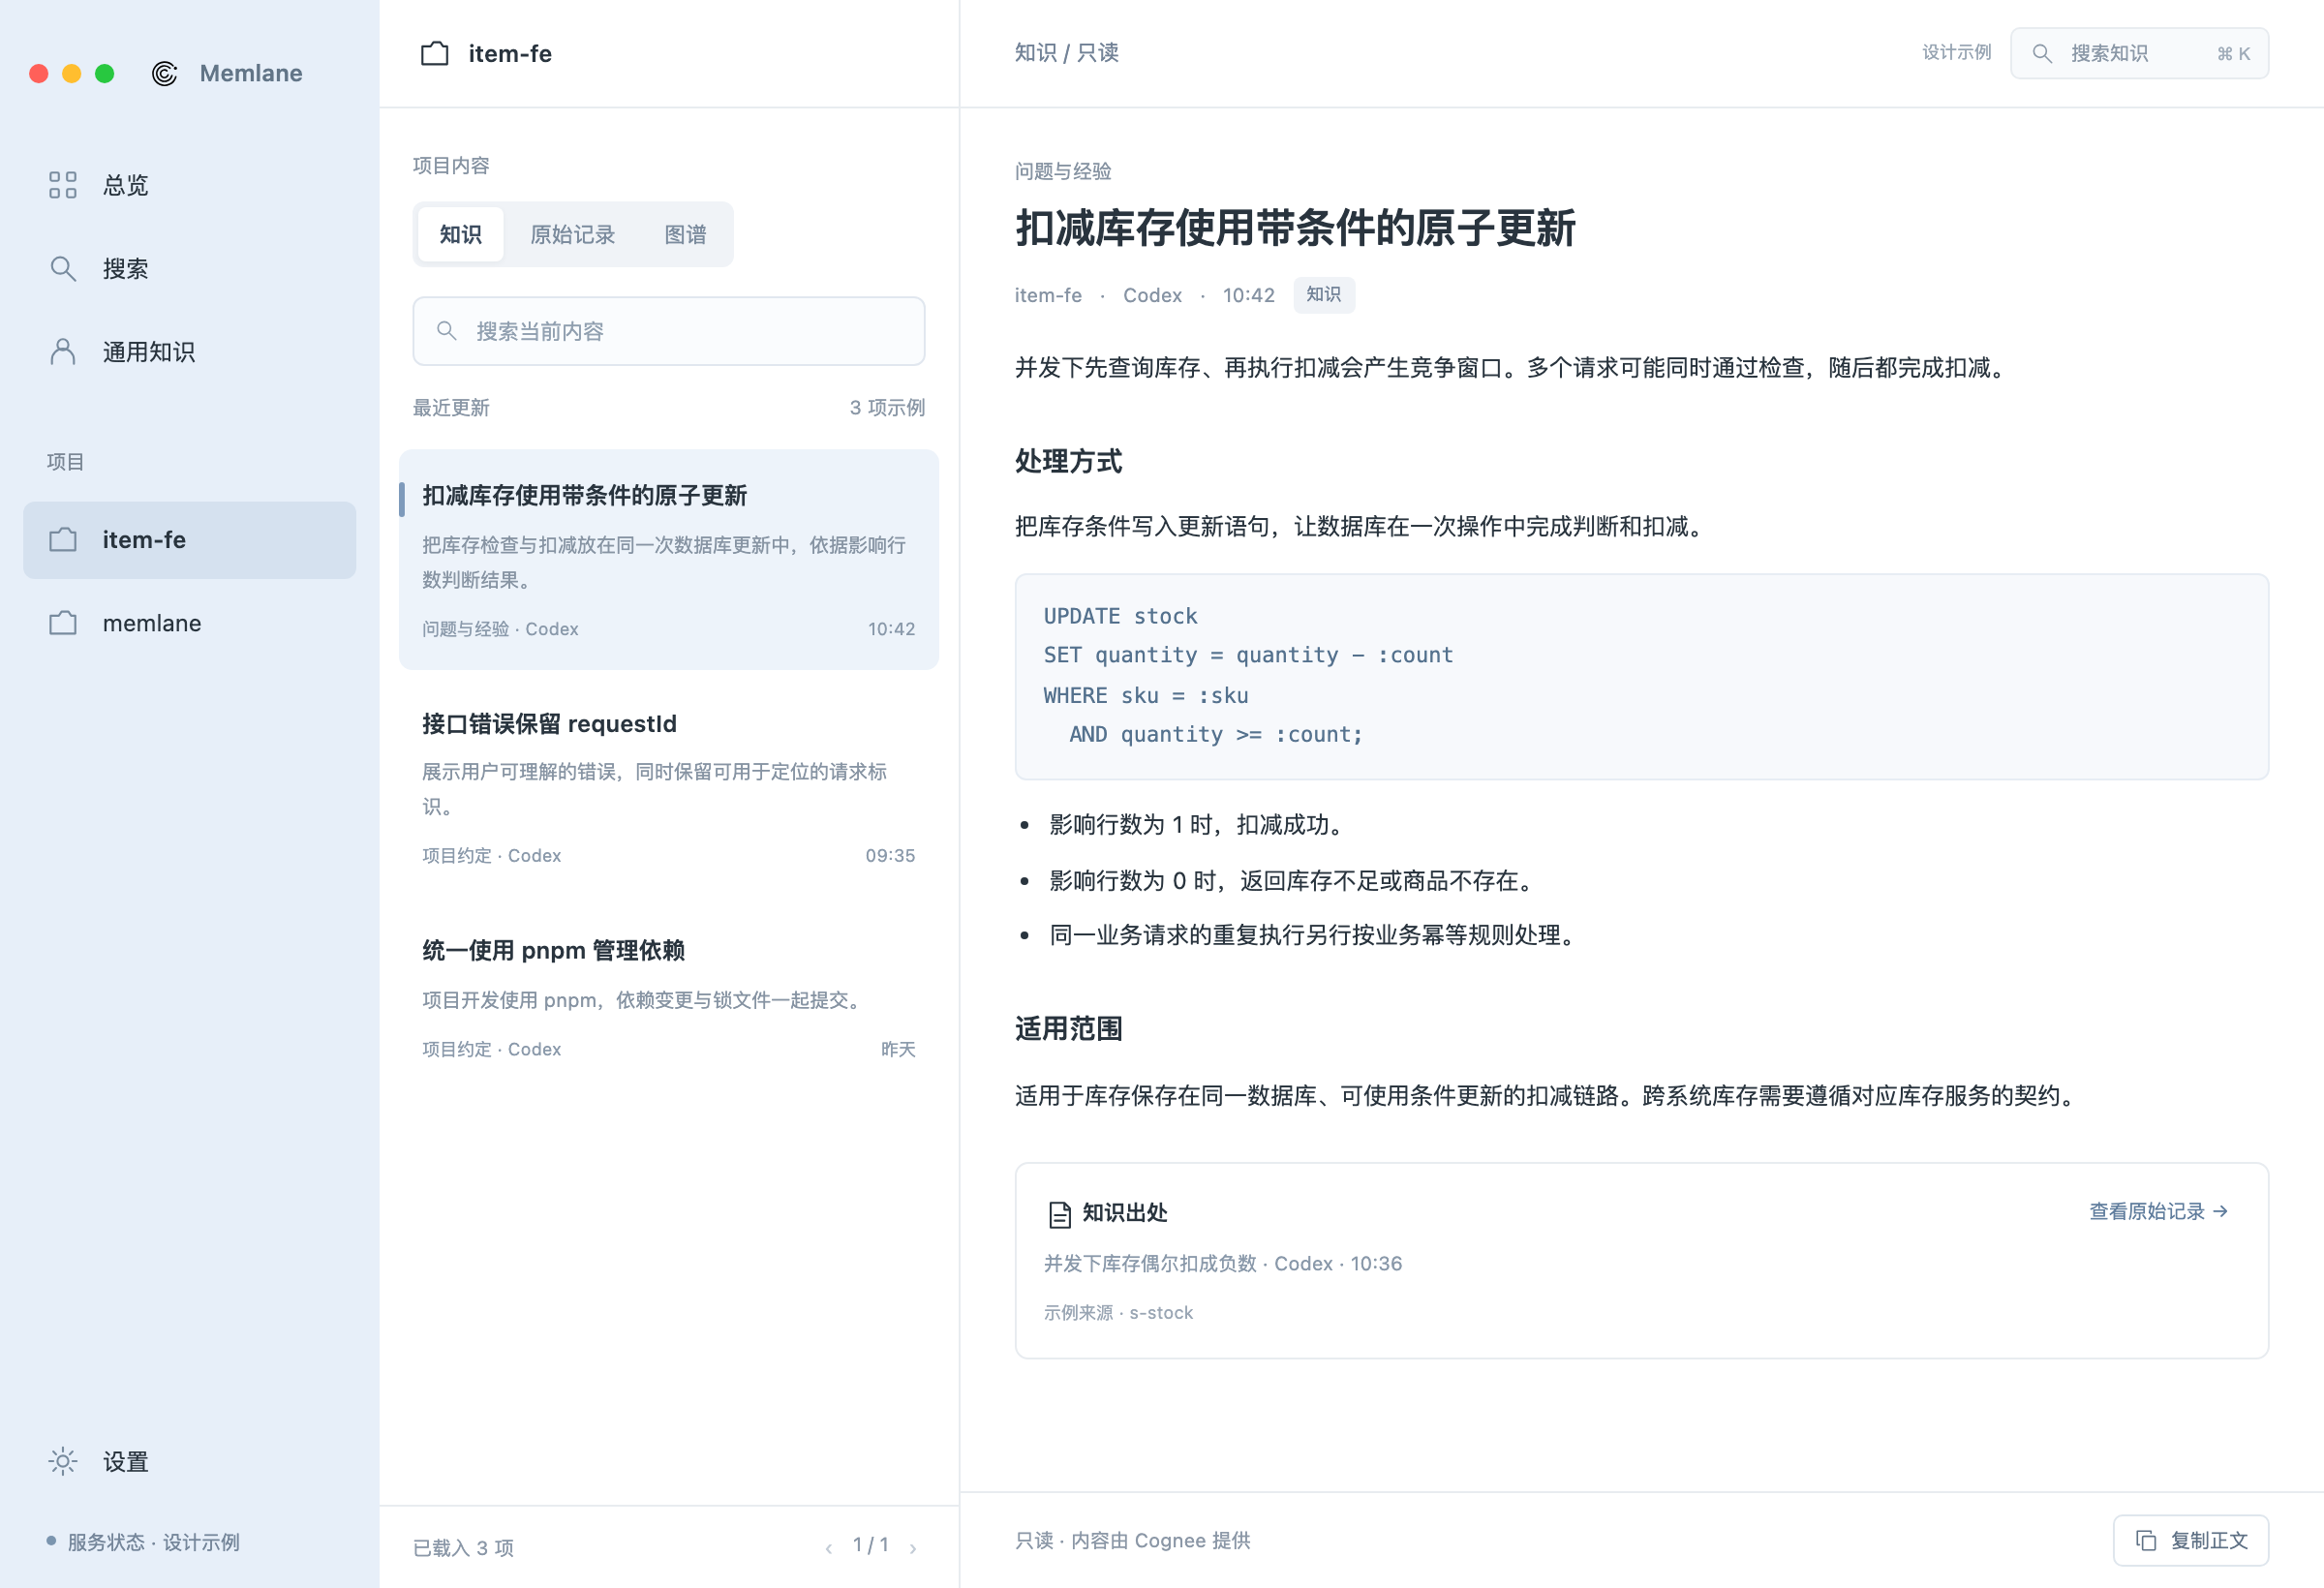 Memlane
总览
搜索
通用知识
项目
item-fe
memlane
设置
服务状态 · 设计示例
item-fe
项目内容
知识 原始记录 图谱
搜索当前内容
最近更新 3 项示例
扣减库存使用带条件的原子更新
把库存检查与扣减放在同一次数据库更新中，依据影响行
数判断结果。
问题与经验 · Codex 10:42
接口错误保留 requestId
展示用户可理解的错误，同时保留可用于定位的请求标
识。
项目约定 · Codex 09:35
统一使用 pnpm 管理依赖
项目开发使用 pnpm，依赖变更与锁文件一起提交。
项目约定 · Codex 昨天
已载入 3 项 ‹ 1 / 1 ›
知识 / 只读 设计示例 搜索知识 ⌘ K
问题与经验
扣减库存使用带条件的原子更新
item-fe · Codex · 10:42 知识
并发下先查询库存、再执行扣减会产生竞争窗口。多个请求可能同时通过检查，随后都完成扣减。
处理方式
把库存条件写入更新语句，让数据库在一次操作中完成判断和扣减。
UPDATE stock
SET quantity = quantity − :count
WHERE sku = :sku
  AND quantity >= :count;
• 影响行数为 1 时，扣减成功。
• 影响行数为 0 时，返回库存不足或商品不存在。
• 同一业务请求的重复执行另行按业务幂等规则处理。
适用范围
适用于库存保存在同一数据库、可使用条件更新的扣减链路。跨系统库存需要遵循对应库存服务的契约。
知识出处 查看原始记录 →
并发下库存偶尔扣成负数 · Codex · 10:36
示例来源 · s-stock
只读 · 内容由 Cognee 提供 复制正文